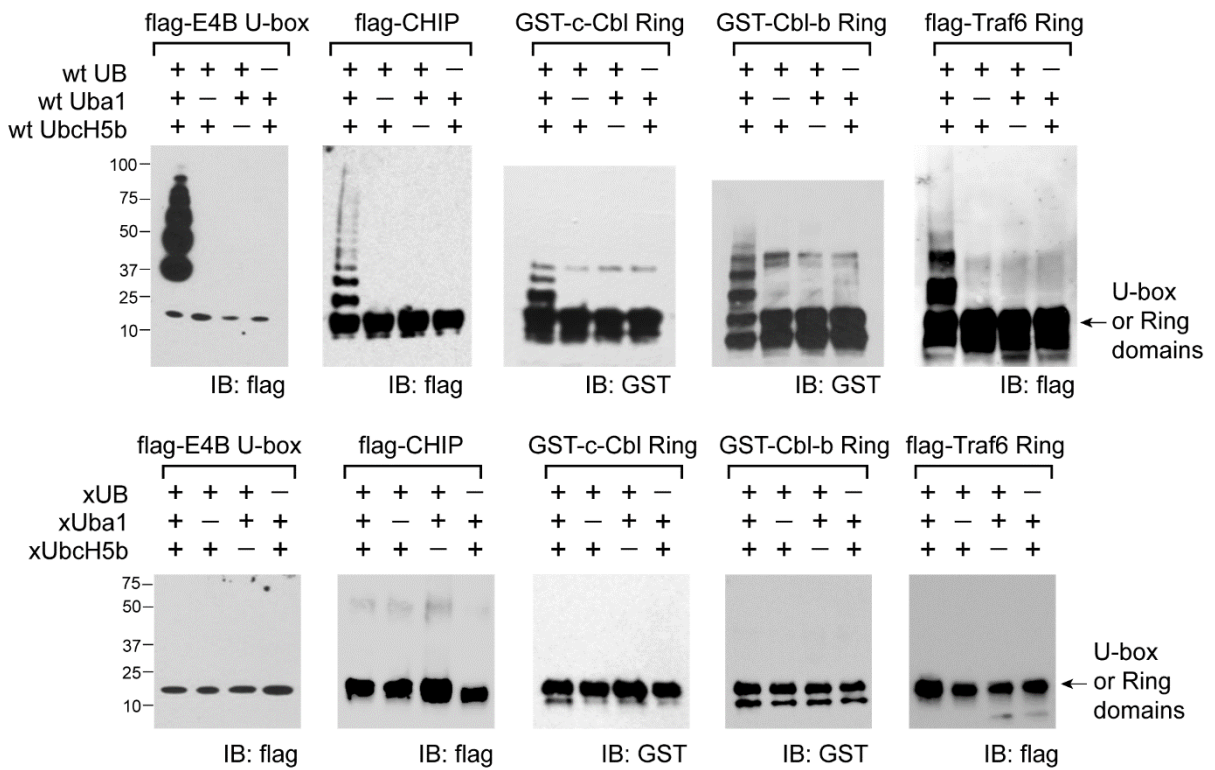 flag-E4B U-box flag-CHIP GST-c-Cbl Ring GST-Cbl-b Ring flag-Traf6 Ring
wt UB + + + — + + + — + + + — + + + — + + + —
wt Uba1 + — + + + — + + + — + + + — + + + — + +
wt UbcH5b + + — + + + — + + + — + + + — + + + — +
100
75
50
37
25
10
U-box
or Ring
domains
IB: flag IB: flag IB: GST IB: GST IB: flag
flag-E4B U-box flag-CHIP GST-c-Cbl Ring GST-Cbl-b Ring flag-Traf6 Ring
xUB + + + — + + + — + + + — + + + — + + + —
xUba1 + — + + + — + + + — + + + — + + + — + +
xUbcH5b + + — + + + — + + + — + + + — + + + — +
75
50
37
25
10
U-box
or Ring
domains
IB: flag IB: flag IB: GST IB: GST IB: flag